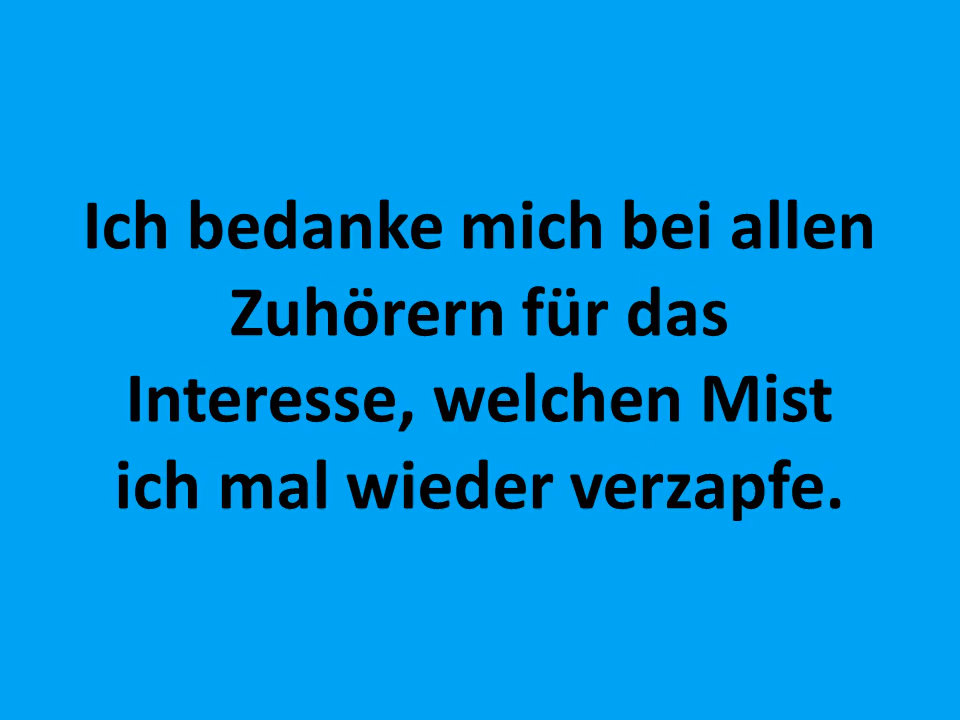 Ich bedanke mich bei allen
Zuhörern für das
Interesse, welchen Mist
ich mal wieder verzapfe.